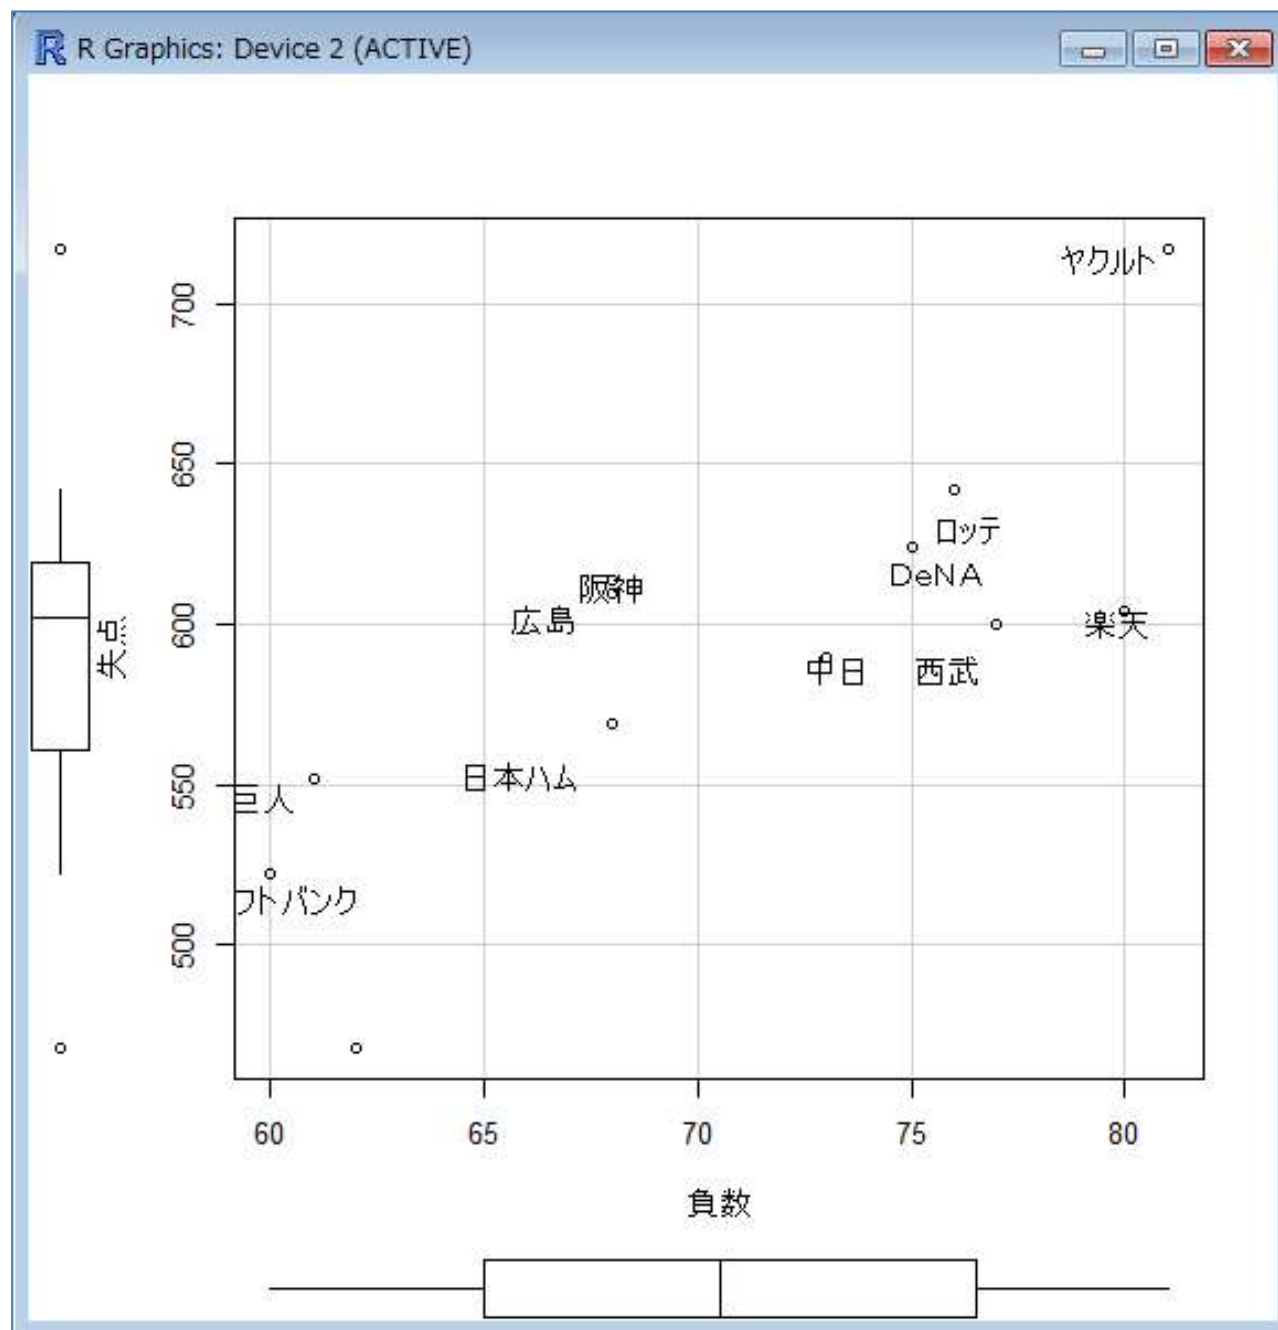 R Graphics: Device 2 (ACTIVE)
ヤクルト
700
650
ロッテ
DeNA
阪神
広島
600
楽天
失点
中日
西武
日本ハム
550
巨人
フトバンク
500
60
65
70
75
80
負数